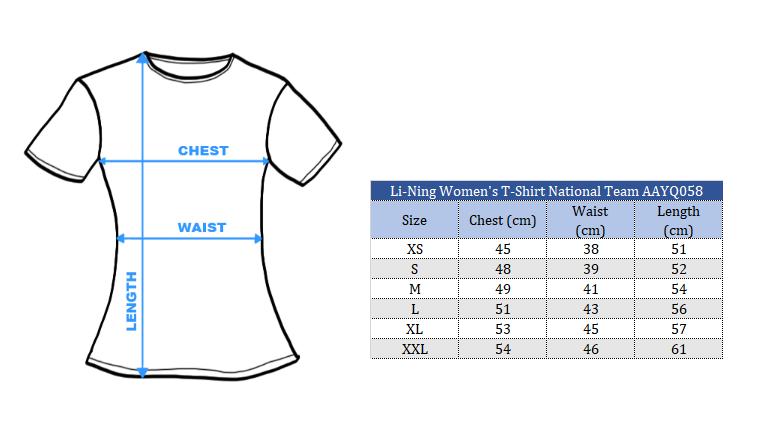 CHEST
WAIST
LENGTH
Li-Ning Women's T-Shirt National Team AAYQ058
Size Chest (cm) Waist (cm) Length (cm)
XS 45 38 51
S 48 39 52
M 49 41 54
L 51 43 56
XL 53 45 57
XXL 54 46 61